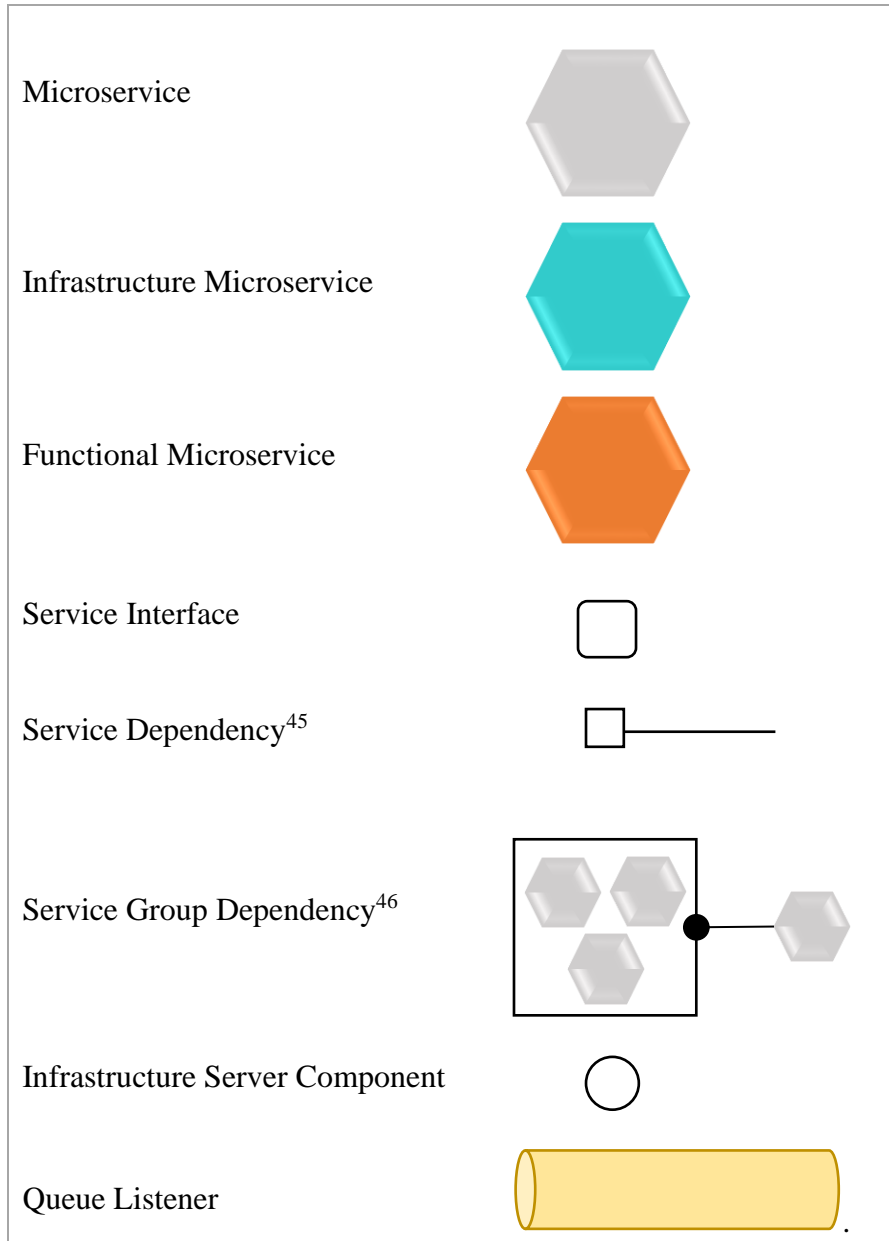 Microservice
Infrastructure Microservice
Functional Microservice
Service Interface
Service Dependency45
Service Group Dependency46
Infrastructure Server Component
Queue Listener
.